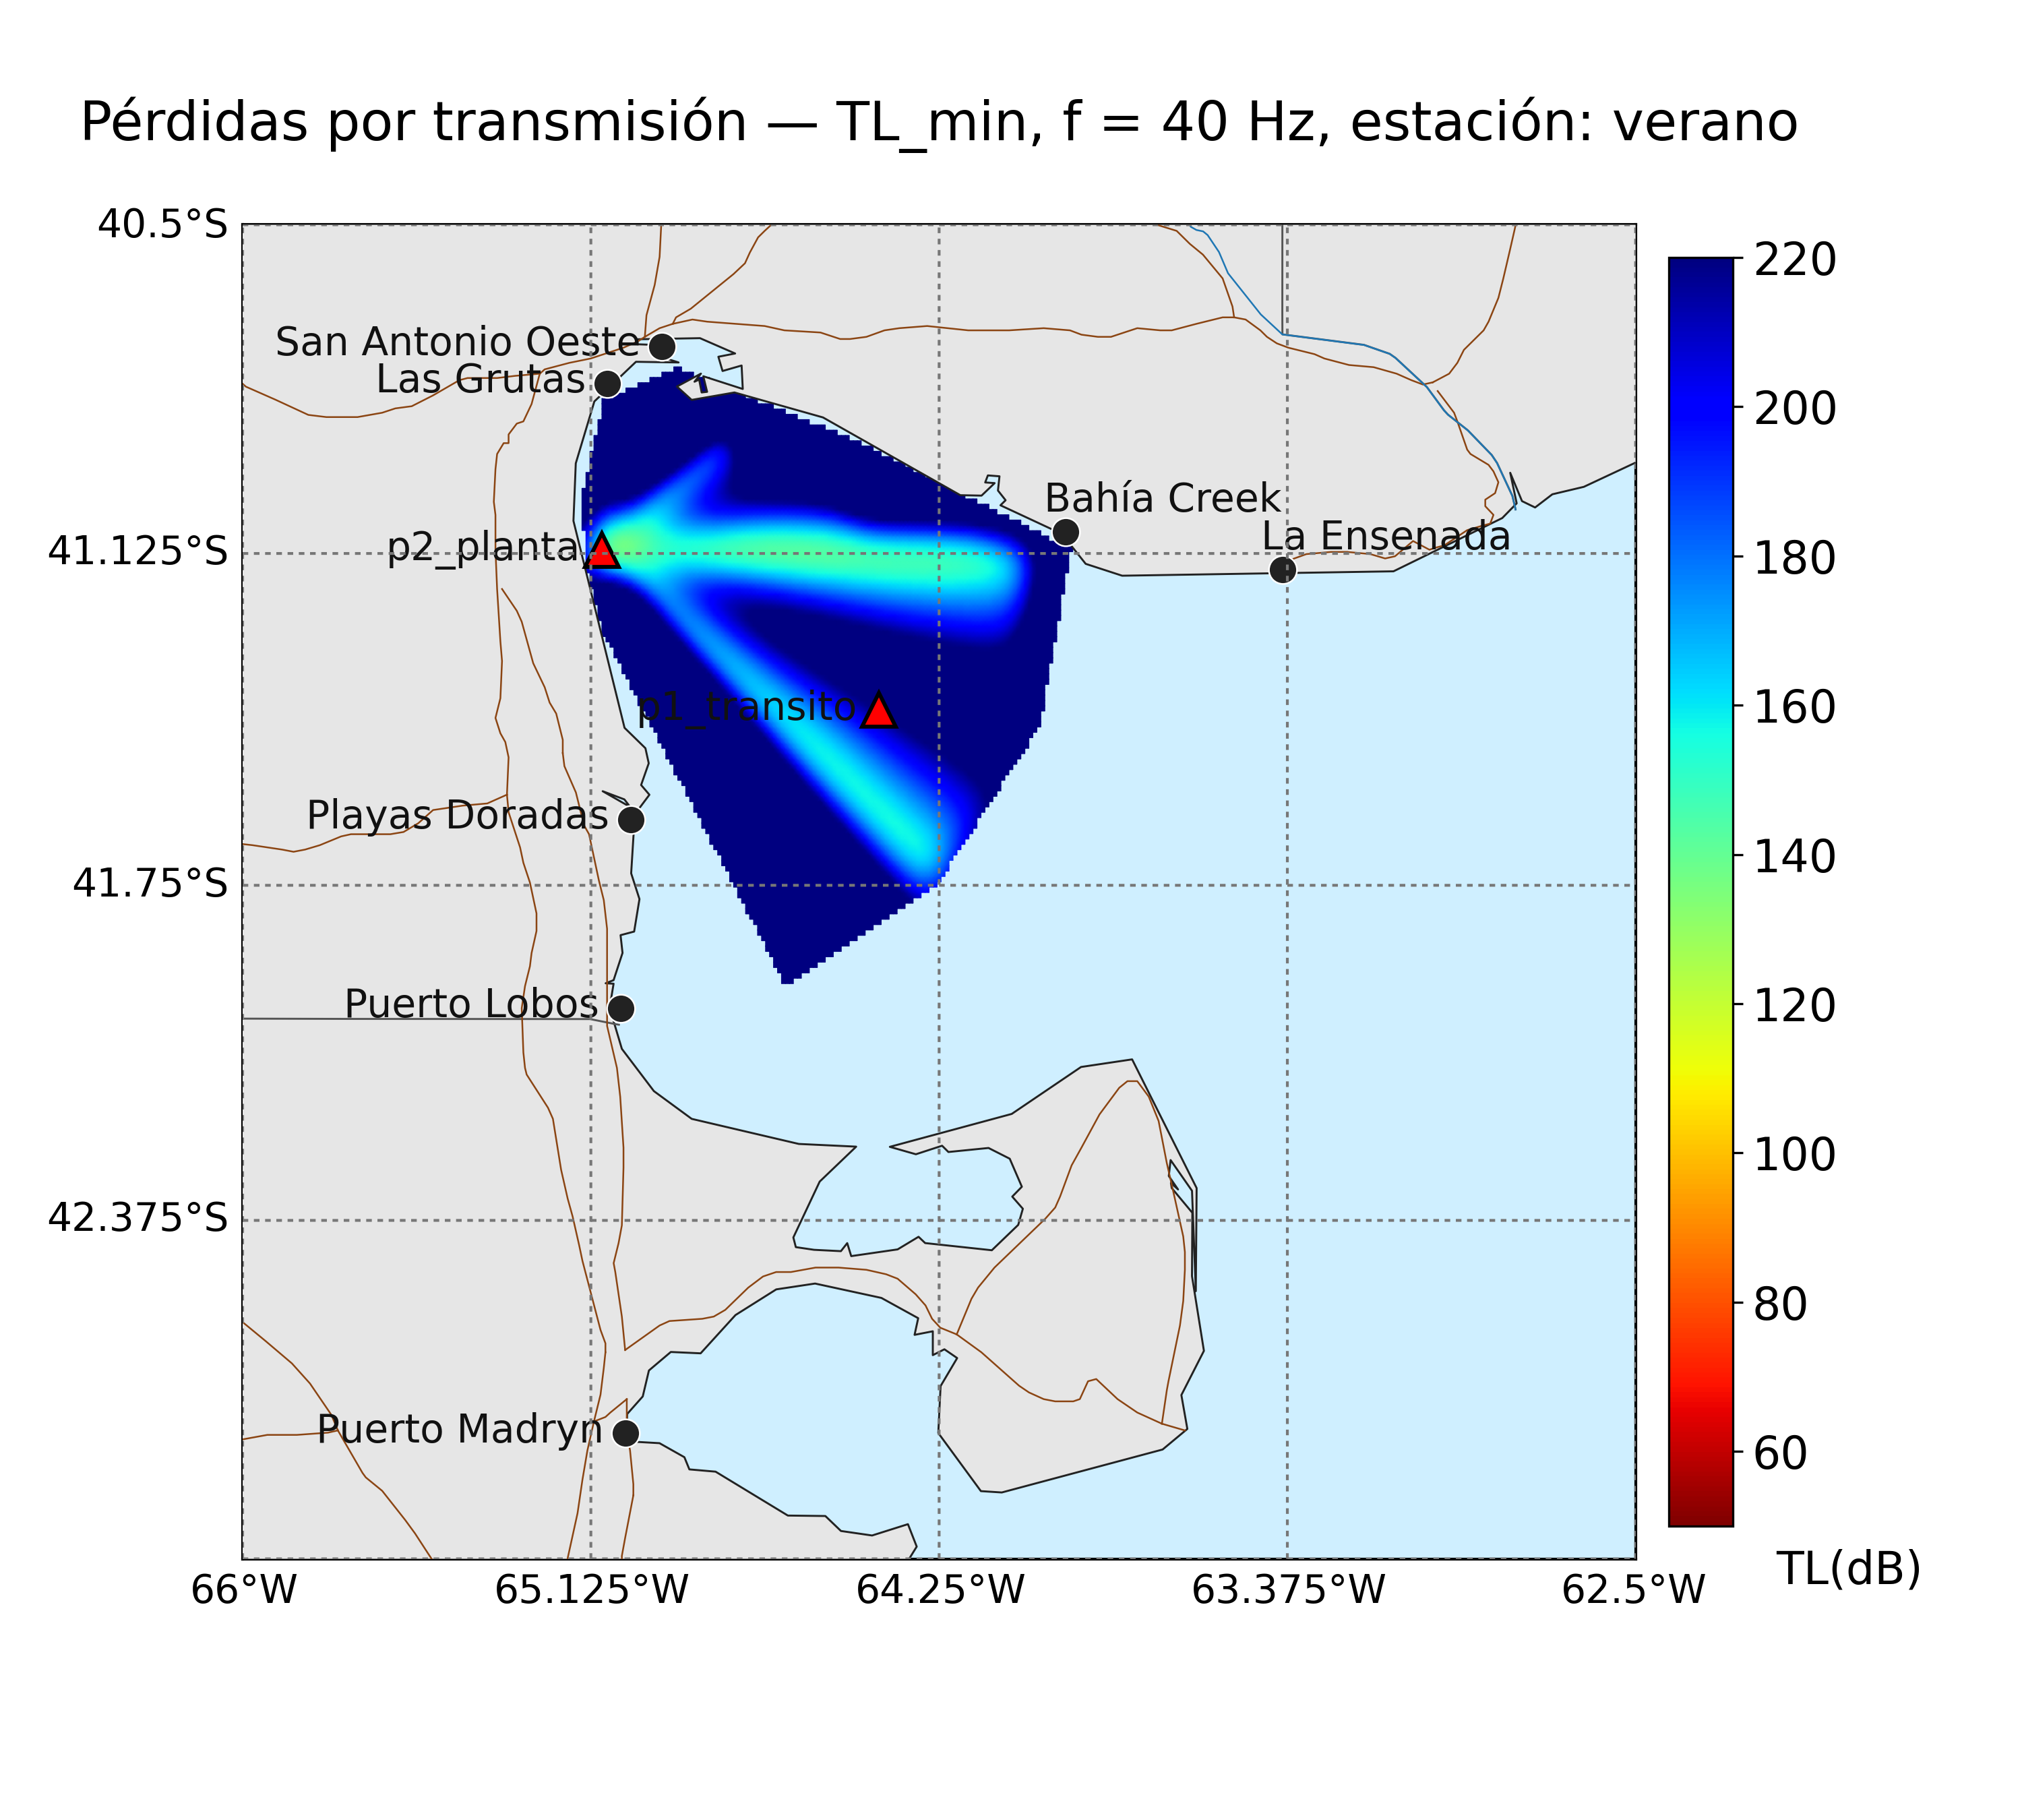 Pérdidas por transmisión — TL_min, f = 40 Hz, estación: verano
40.5°S
220
San Antonio Oeste
Las Grutas
200
Bahía Creek
La Ensenada
p2_planta
41.125°S
180
p1_transito
160
Playas Doradas
140
41.75°S
Puerto Lobos
120
100
42.375°S
80
Puerto Madryn
60
TL(dB)
66°W
65.125°W
64.25°W
63.375°W
62.5°W